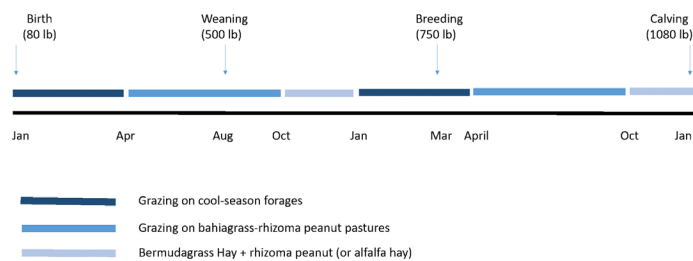 Birth
(80 lb)
Weaning
(500 lb)
Breeding
(750 lb)
Calving
(1080 lb)
Jan Apr Aug Oct Jan Mar April Oct Jan
Grazing on cool-season forages
Grazing on bahiagrass-rhizoma peanut pastures
Bermudagrass Hay + rhizoma peanut (or alfalfa hay)